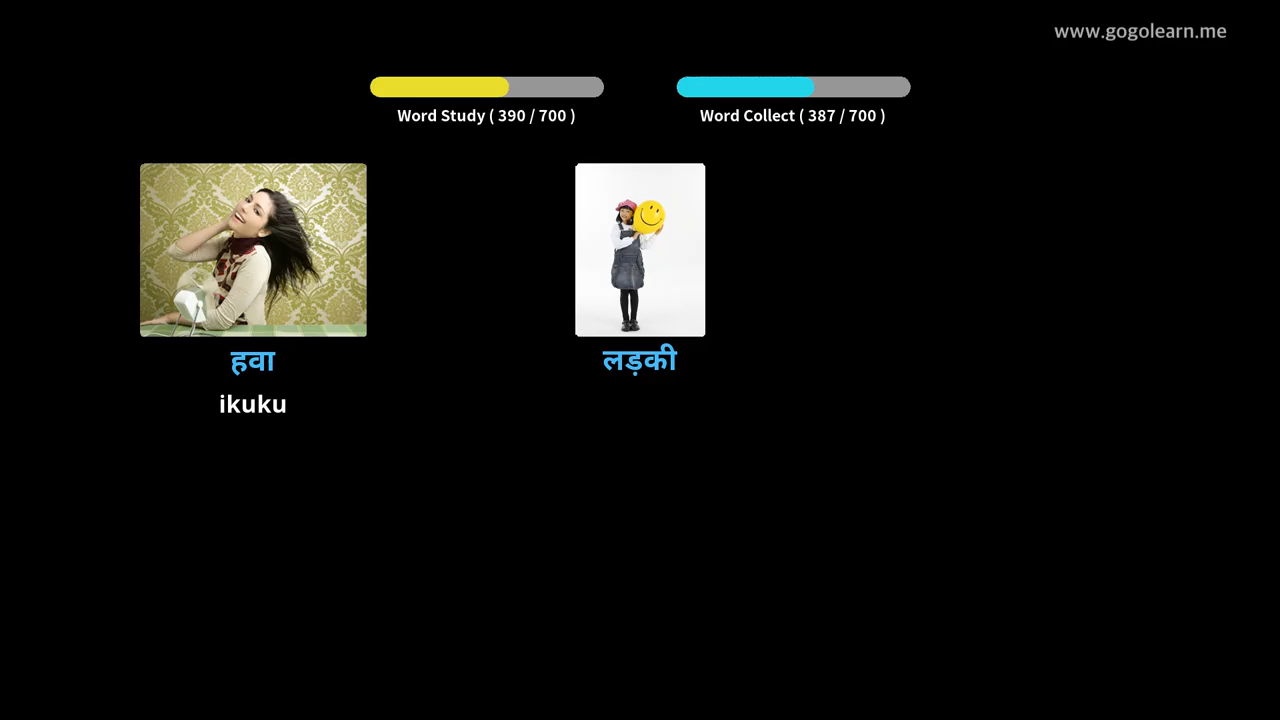 www.gogolearn.me
Word Study ( 390 / 700 )
Word Collect ( 387 / 700 )
हवा
लड़की
ikuku